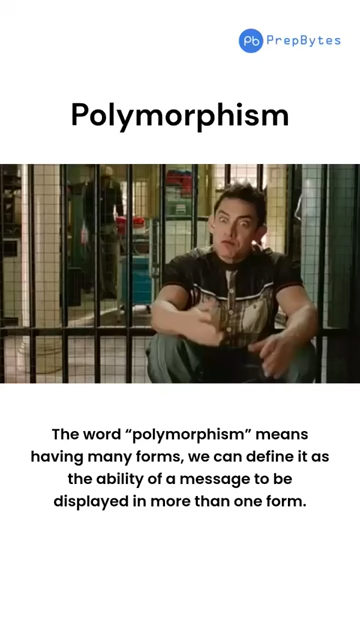 Pb PrepBytes
Polymorphism
The word “polymorphism” means
having many forms, we can define it as
the ability of a message to be
displayed in more than one form.